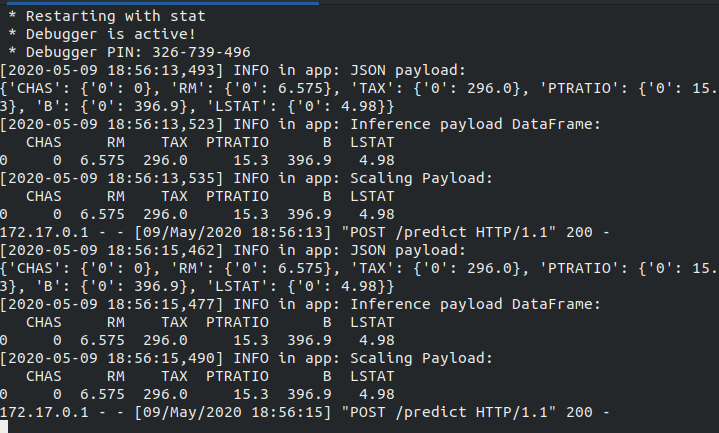 * Restarting with stat
 * Debugger is active!
 * Debugger PIN: 326-739-496
[2020-05-09 18:56:13,493] INFO in app: JSON payload:
{'CHAS': {'0': 0}, 'RM': {'0': 6.575}, 'TAX': {'0': 296.0}, 'PTRATIO': {'0': 15.
3}, 'B': {'0': 396.9}, 'LSTAT': {'0': 4.98}}
[2020-05-09 18:56:13,523] INFO in app: Inference payload DataFrame:
   CHAS     RM    TAX  PTRATIO      B  LSTAT
0     0  6.575  296.0     15.3  396.9   4.98
[2020-05-09 18:56:13,535] INFO in app: Scaling Payload:
   CHAS     RM    TAX  PTRATIO      B  LSTAT
0     0  6.575  296.0     15.3  396.9   4.98
172.17.0.1 - - [09/May/2020 18:56:13] "POST /predict HTTP/1.1" 200 -
[2020-05-09 18:56:15,462] INFO in app: JSON payload:
{'CHAS': {'0': 0}, 'RM': {'0': 6.575}, 'TAX': {'0': 296.0}, 'PTRATIO': {'0': 15.
3}, 'B': {'0': 396.9}, 'LSTAT': {'0': 4.98}}
[2020-05-09 18:56:15,477] INFO in app: Inference payload DataFrame:
   CHAS     RM    TAX  PTRATIO      B  LSTAT
0     0  6.575  296.0     15.3  396.9   4.98
[2020-05-09 18:56:15,490] INFO in app: Scaling Payload:
   CHAS     RM    TAX  PTRATIO      B  LSTAT
0     0  6.575  296.0     15.3  396.9   4.98
172.17.0.1 - - [09/May/2020 18:56:15] "POST /predict HTTP/1.1" 200 -